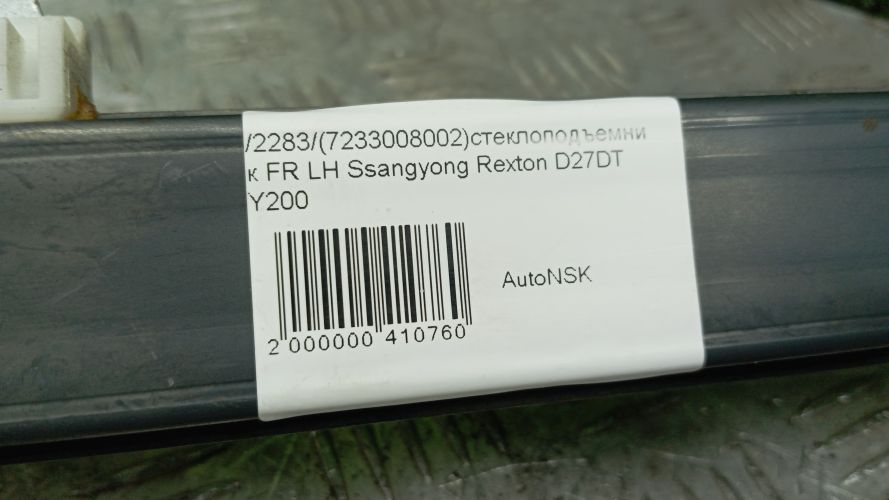 /2283/(7233008002)стеклоподъемни
к FR LH Ssangyong Rexton D27DT
Y200
AutoNSK
2 000000 410760